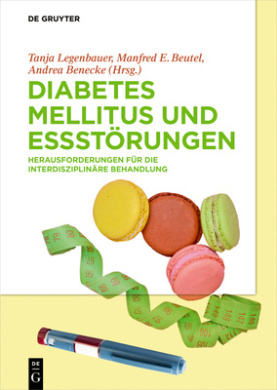 DE GRUYTER
Tanja Legenbauer, Manfred E. Beutel,
Andrea Benecke (Hrsg.)
DIABETES
MELLITUS UND
ESSSTÖRUNGEN
HERAUSFORDERUNGEN FÜR DIE
INTERDISZIPLINÄRE BEHANDLUNG
DE
G